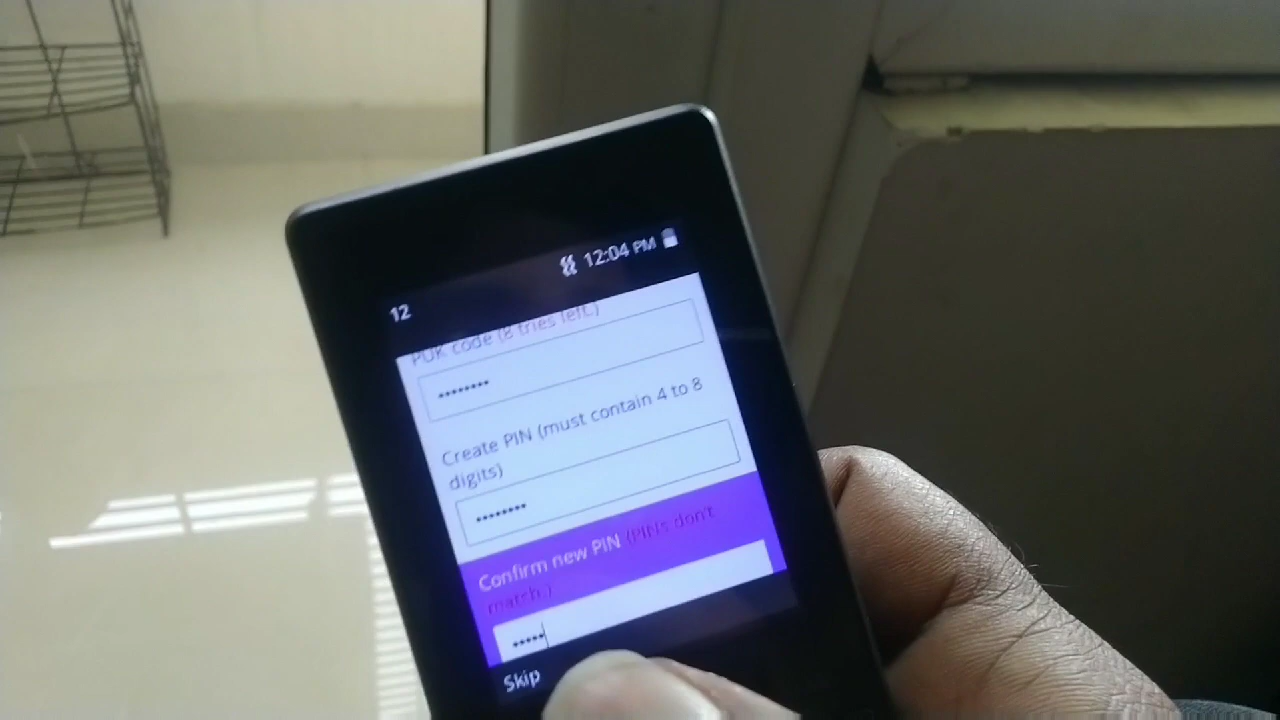 12:04 PM
12
PUK code (8 tries left.)
••••••••
Create PIN (must contain 4 to 8
digits)
••••••••
Confirm new PIN (PINs don't
match.)
•••••
Skip